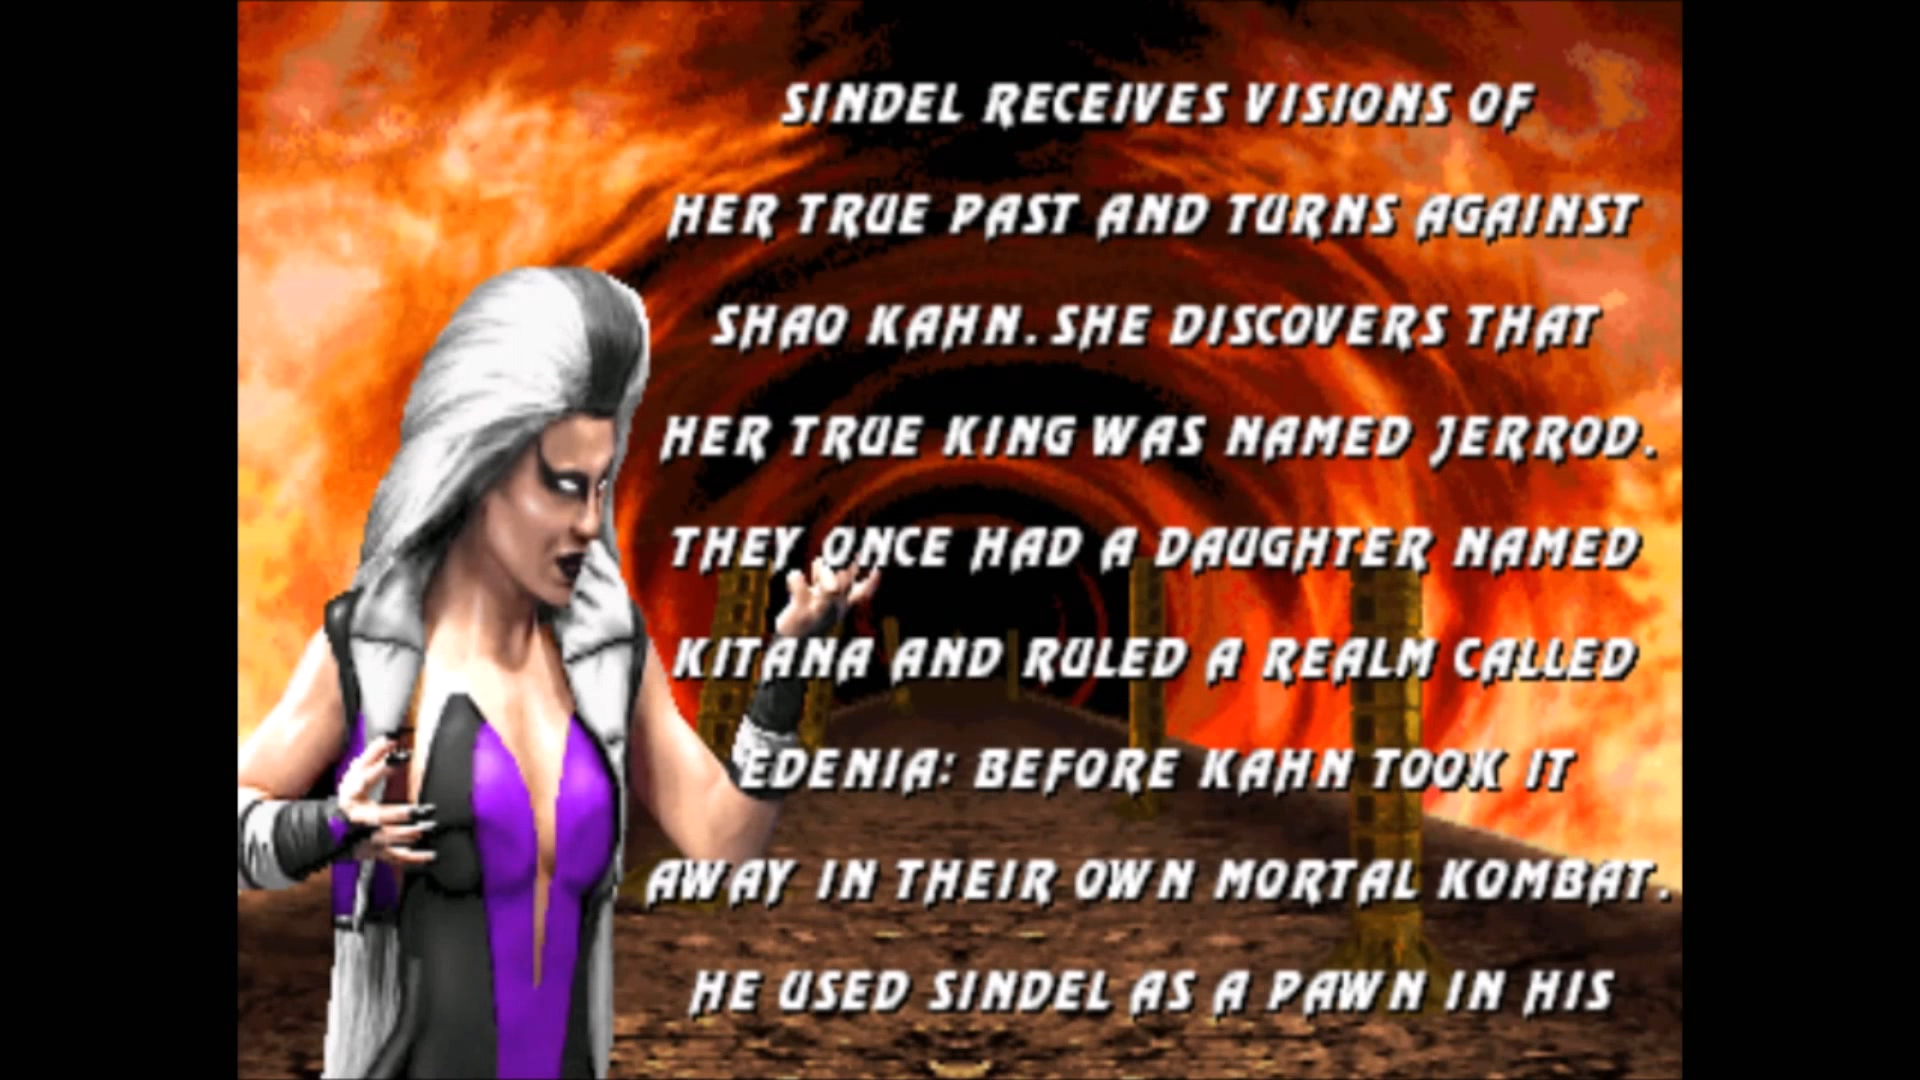 SINDEL RECEIVES VISIONS OF
HER TRUE PAST AND TURNS AGAINST
SHAO KAHN. SHE DISCOVERS THAT
HER TRUE KING WAS NAMED JERROD.
THEY ONCE HAD A DAUGHTER NAMED
KITANA AND RULED A REALM CALLED
EDENIA: BEFORE KAHN TOOK IT
AWAY IN THEIR OWN MORTAL KOMBAT.
HE USED SINDEL AS A PAWN IN HIS